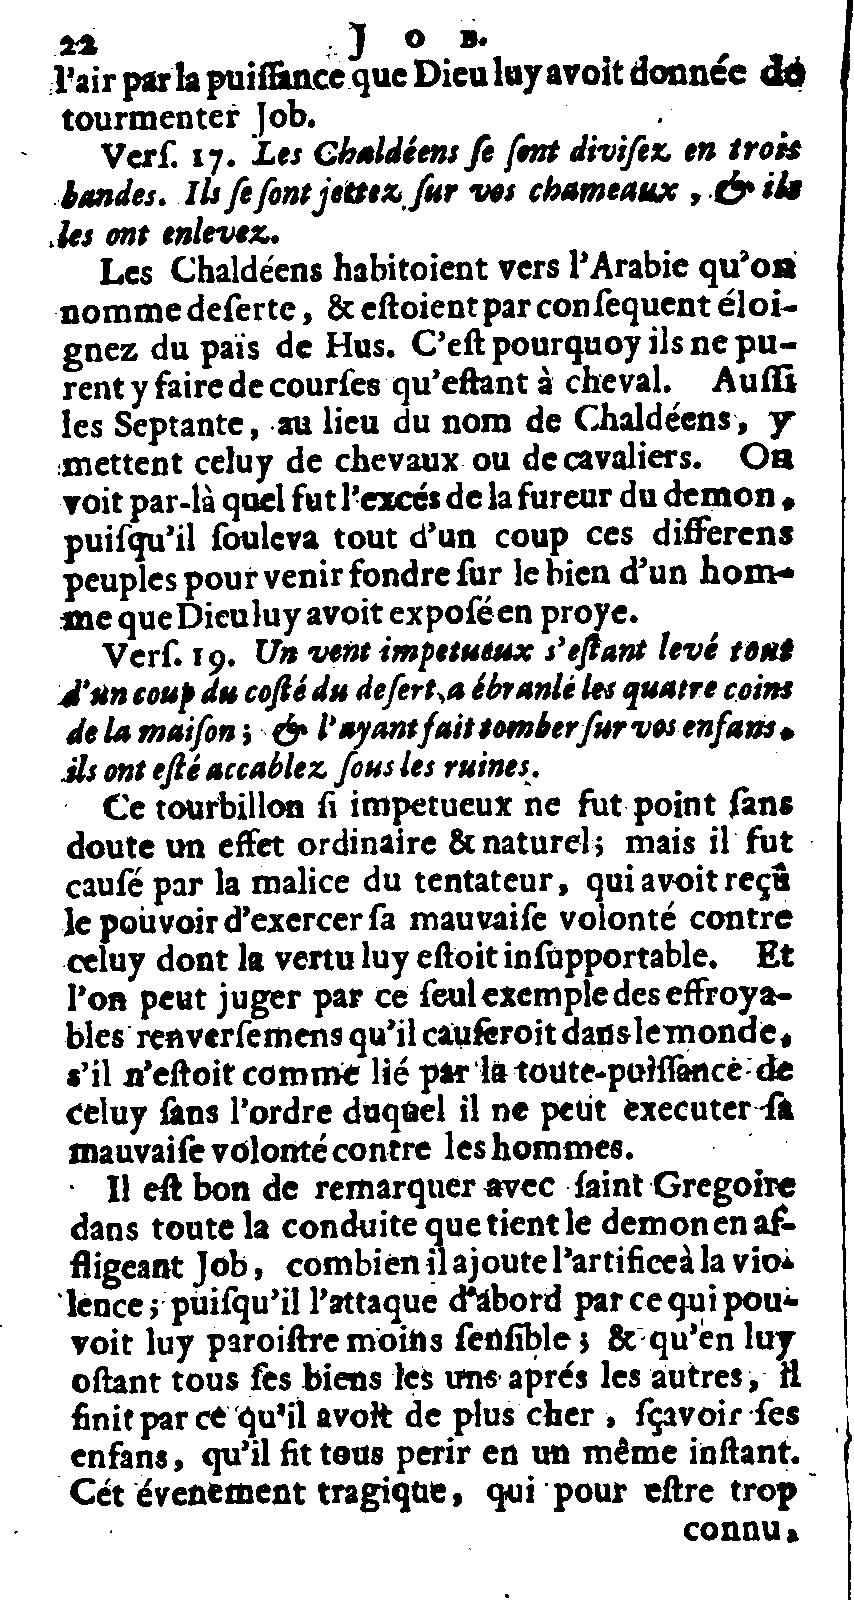 22 JOB.
l'air par la puiſſance que Dieu luy avoit donnée de
tourmenter Job.
Verſ. 17. Les Chaldéens ſe ſont diviſez en trois
bandes. Ils ſe ſont jettez ſur vos chameaux, & ils
les ont enlevez.
Les Chaldéens habitoient vers l'Arabie qu'on
nomme deſerte, & eſtoient par conſequent éloi-
gnez du païs de Hus. C'eſt pourquoy ils ne pu-
rent y faire de courſes qu'eſtant à cheval. Auſſi
les Septante, au lieu du nom de Chaldéens, y
mettent celuy de chevaux ou de cavaliers. On
voit par-là quel fut l'excés de la fureur du demon,
puiſqu'il ſouleva tout d'un coup ces differens
peuples pour venir fondre ſur le bien d'un hom-
me que Dieu luy avoit expoſé en proye.
Verſ. 19. Un vent impetueux s'eſtant levé tout
d'un coup du coſté du deſert, a ébranlé les quatre coins
de la maiſon; & l'ayant fait tomber ſur vos enfans,
ils ont eſté accablez ſous les ruines.
Ce tourbillon ſi impetueux ne fut point ſans
doute un effet ordinaire & naturel; mais il fut
cauſé par la malice du tentateur, qui avoit reçû
le pouvoir d'exercer ſa mauvaiſe volonté contre
celuy dont la vertu luy eſtoit inſupportable. Et
l'on peut juger par ce ſeul exemple des effroya-
bles renverſemens qu'il cauſeroit dans le monde,
s'il n'eſtoit comme lié par la toute-puiſſance de
celuy ſans l'ordre duquel il ne peut executer ſa
mauvaiſe volonté contre les hommes.
Il eſt bon de remarquer avec ſaint Gregoire
dans toute la conduite que tient le demon en af-
fligeant Job, combien il ajoute l'artifice à la vio-
lence; puiſqu'il l'attaque d'abord par ce qui pou-
voit luy paroiſtre moins ſenſible; & qu'en luy
oſtant tous ſes biens les uns aprés les autres, il
finit par ce qu'il avoit de plus cher, ſçavoir ſes
enfans, qu'il fit tous perir en un même inſtant.
Cét évenement tragique, qui pour eſtre trop
connu,